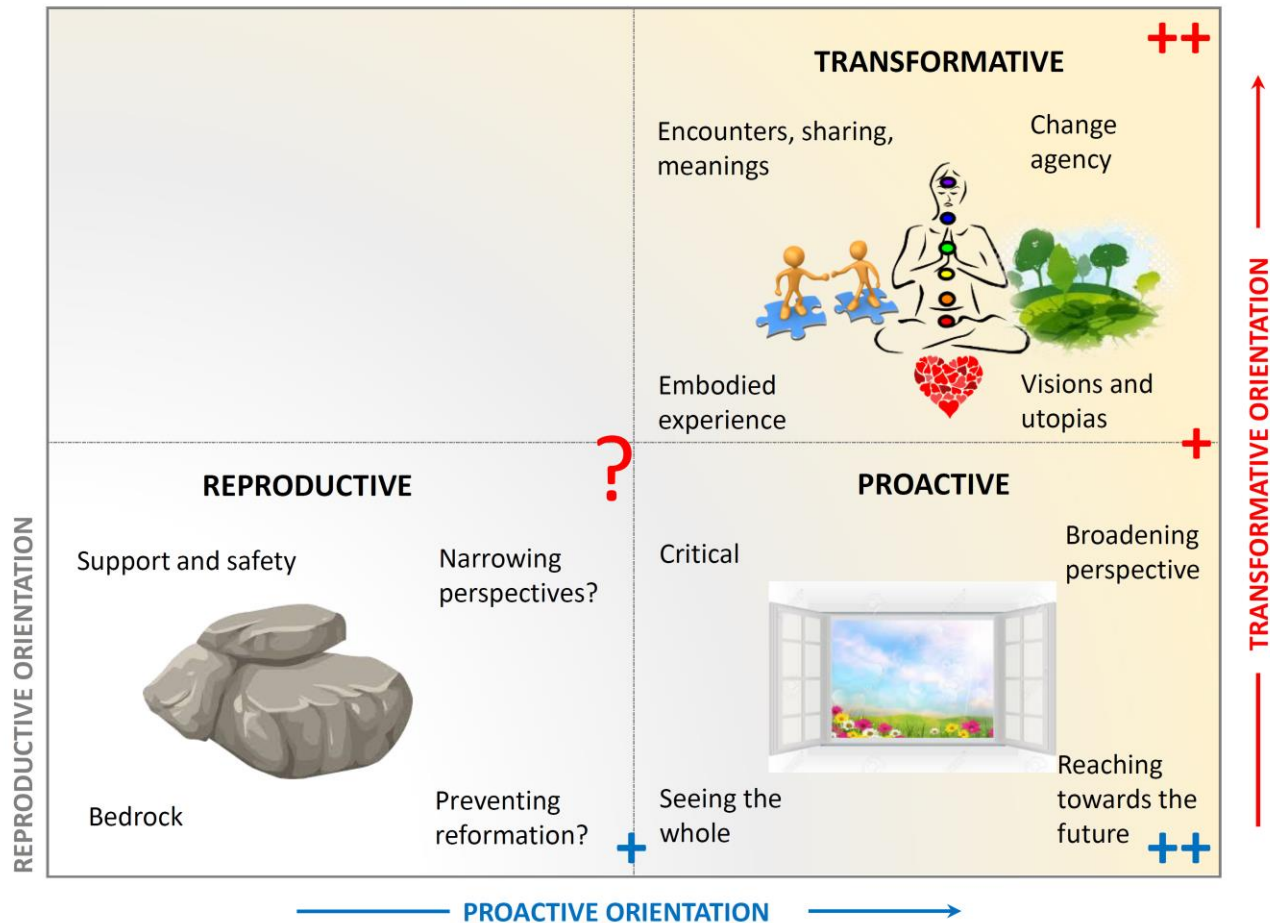 ++
TRANSFORMATIVE
Encounters, sharing,
meanings
Change
agency
Embodied
experience
Visions and
utopias
+
?
REPRODUCTIVE
Support and safety
Narrowing
perspectives?
Bedrock
Preventing
reformation?
+
PROACTIVE
Critical
Broadening
perspective
Seeing the
whole
Reaching
towards the
future
++
REPRODUCTIVE ORIENTATION
TRANSFORMATIVE ORIENTATION
PROACTIVE ORIENTATION